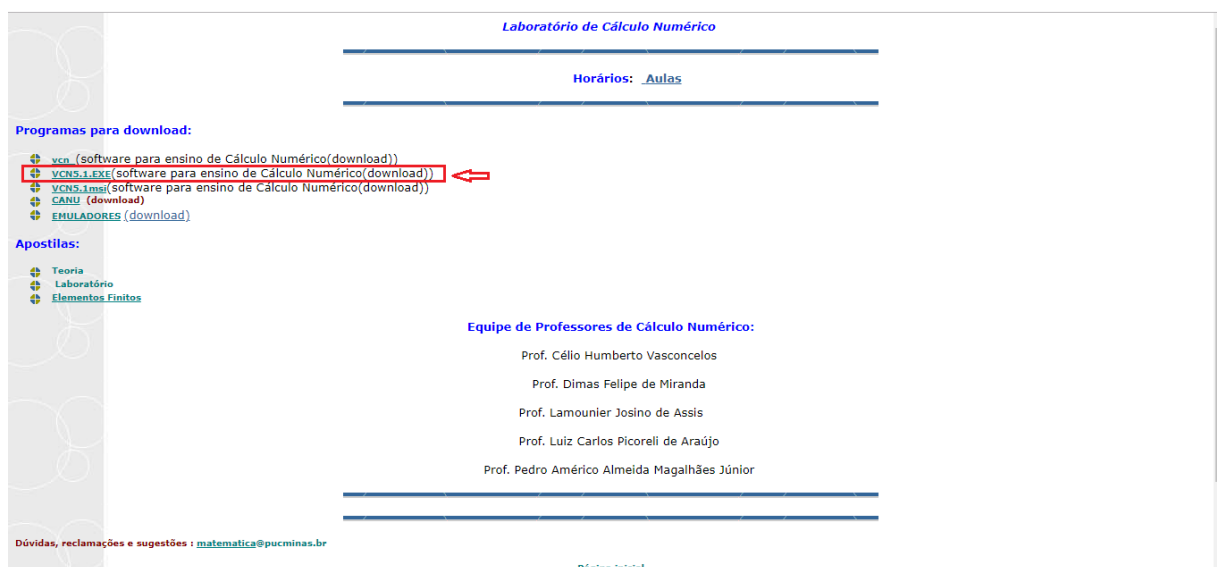 Laboratório de Cálculo Numérico
Horários: Aulas
Programas para download:
vcn (software para ensino de Cálculo Numérico(download))
VCN5.1.EXE(software para ensino de Cálculo Numérico(download))
VCN5.1msi(software para ensino de Cálculo Numérico(download))
CANU (download)
EMULADORES (download)
Apostilas:
Teoria
Laboratório
Elementos Finitos
Equipe de Professores de Cálculo Numérico:
Prof. Célio Humberto Vasconcelos
Prof. Dimas Felipe de Miranda
Prof. Lamounier Josino de Assis
Prof. Luiz Carlos Picoreli de Araújo
Prof. Pedro Américo Almeida Magalhães Júnior
Dúvidas, reclamações e sugestões : matematica@pucminas.br